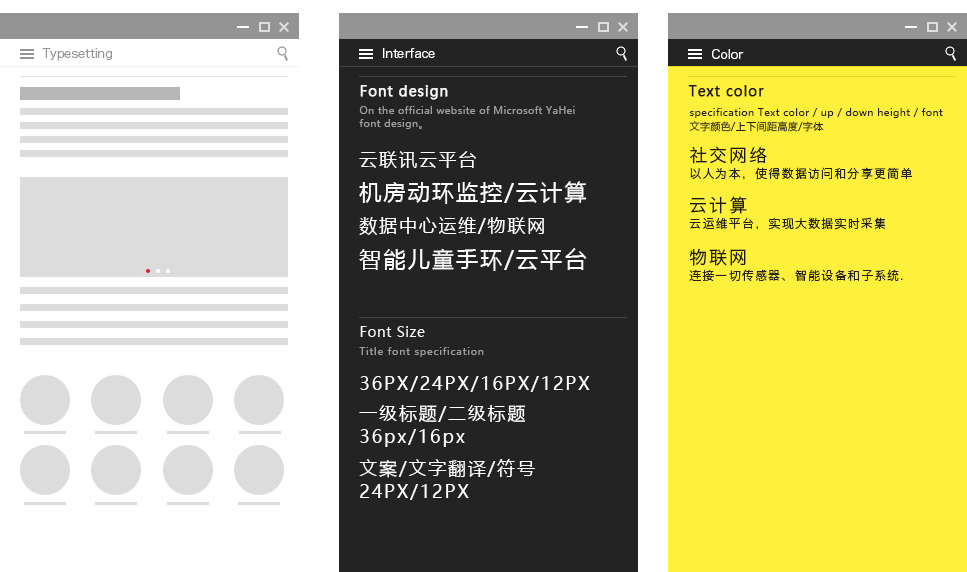 Typesetting
Interface
Font design
On the official website of Microsoft YaHei
font design。
云联讯云平台
机房动环监控/云计算
数据中心运维/物联网
智能儿童手环/云平台
Font Size
Title font specification
36PX/24PX/16PX/12PX
一级标题/二级标题
36px/16px
文案/文字翻译/符号
24PX/12PX
Color
Text color
specification Text color / up / down height / font
文字颜色/上下间距高度/字体
社交网络
以人为本，使得数据访问和分享更简单
云计算
云运维平台，实现大数据实时采集
物联网
连接一切传感器、智能设备和子系统.